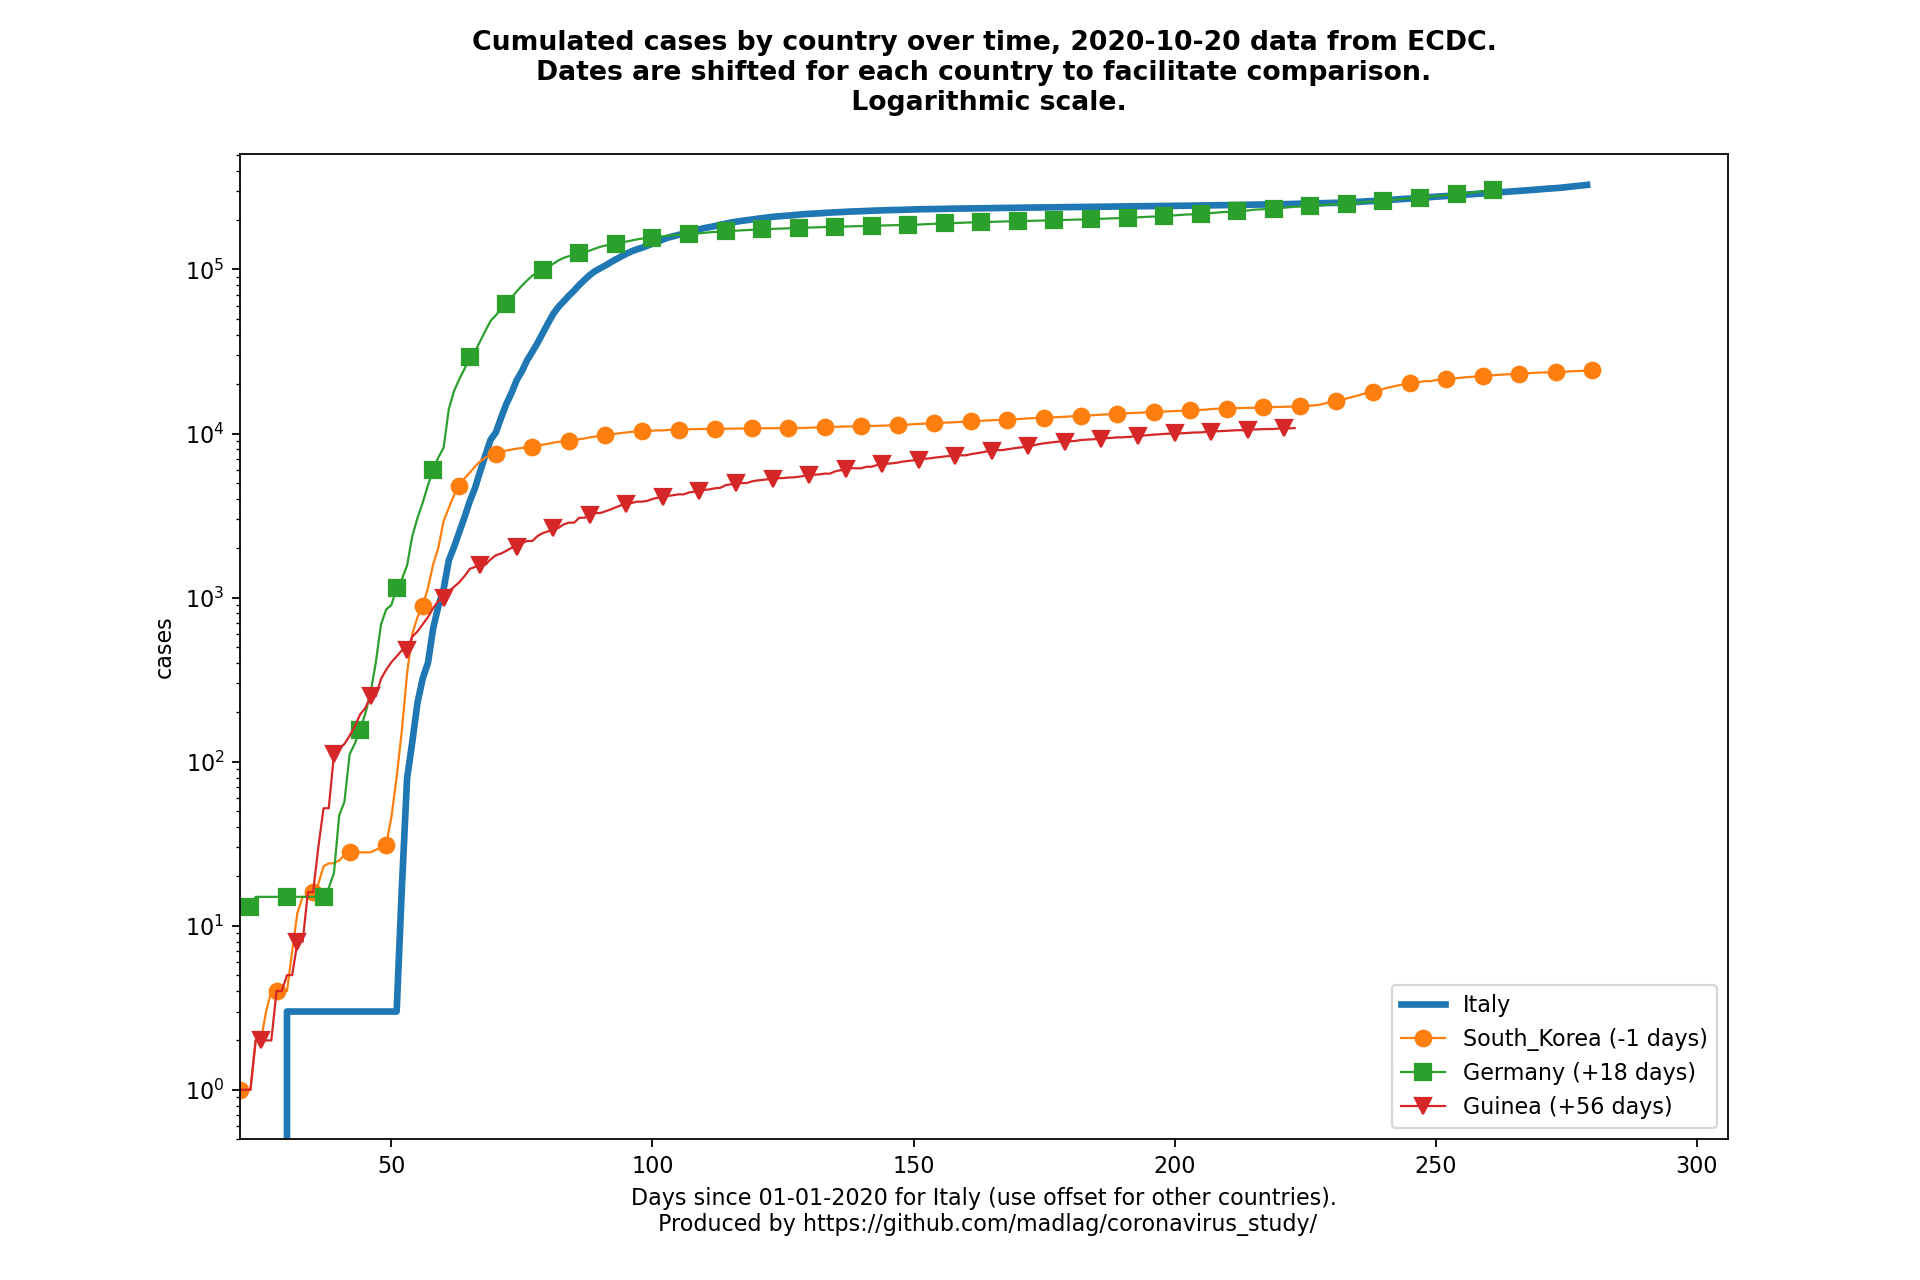 Cumulated cases by country over time, 2020-10-20 data from ECDC.
Dates are shifted for each country to facilitate comparison.
Logarithmic scale.
cases
10^5
10^4
10^3
10^2
10^1
10^0
50 100 150 200 250 300
Italy
South_Korea (-1 days)
Germany (+18 days)
Guinea (+56 days)
Days since 01-01-2020 for Italy (use offset for other countries).
Produced by https://github.com/madlag/coronavirus_study/